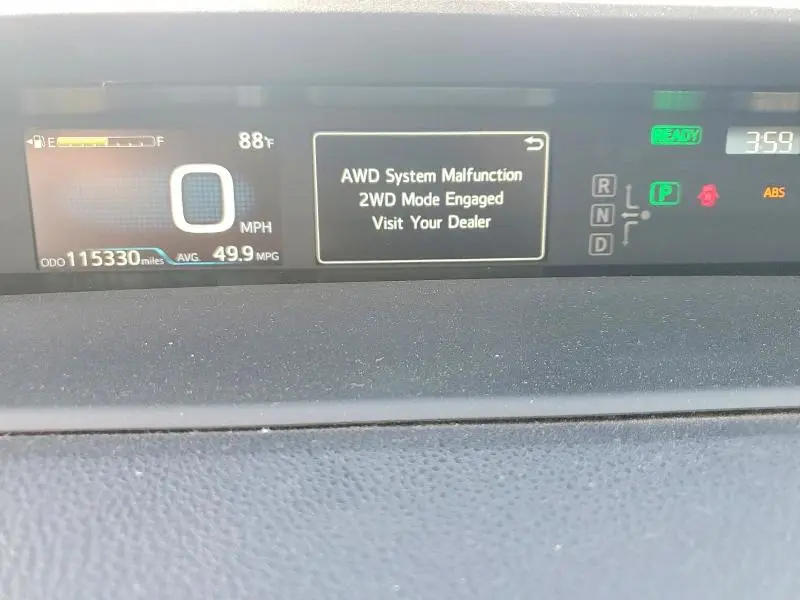 E F 88°F
0 MPH
ODO 115330 miles AVG. 49.9 MPG
AWD System Malfunction
2WD Mode Engaged
Visit Your Dealer
READY 3:59
R
N
D
P
ABS